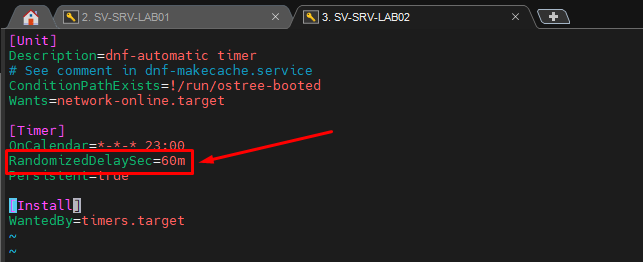 2. SV-SRV-LAB01
3. SV-SRV-LAB02
[Unit]
Description=dnf-automatic timer
# See comment in dnf-makecache.service
ConditionPathExists=!/run/ostree-booted
Wants=network-online.target
[Timer]
OnCalendar=*-*-* 23:00
RandomizedDelaySec=60m
Persistent=true
[Install]
WantedBy=timers.target
~
~